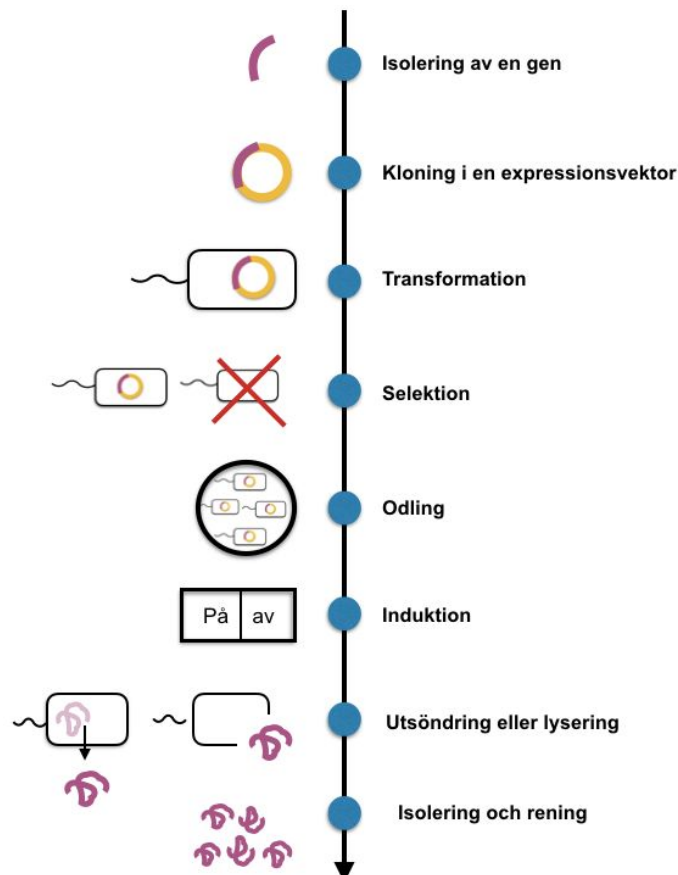 Isolering av en gen
Kloning i en expressionsvektor
Transformation
Selektion
Odling
På av
Induktion
Utsöndring eller lysering
Isolering och rening